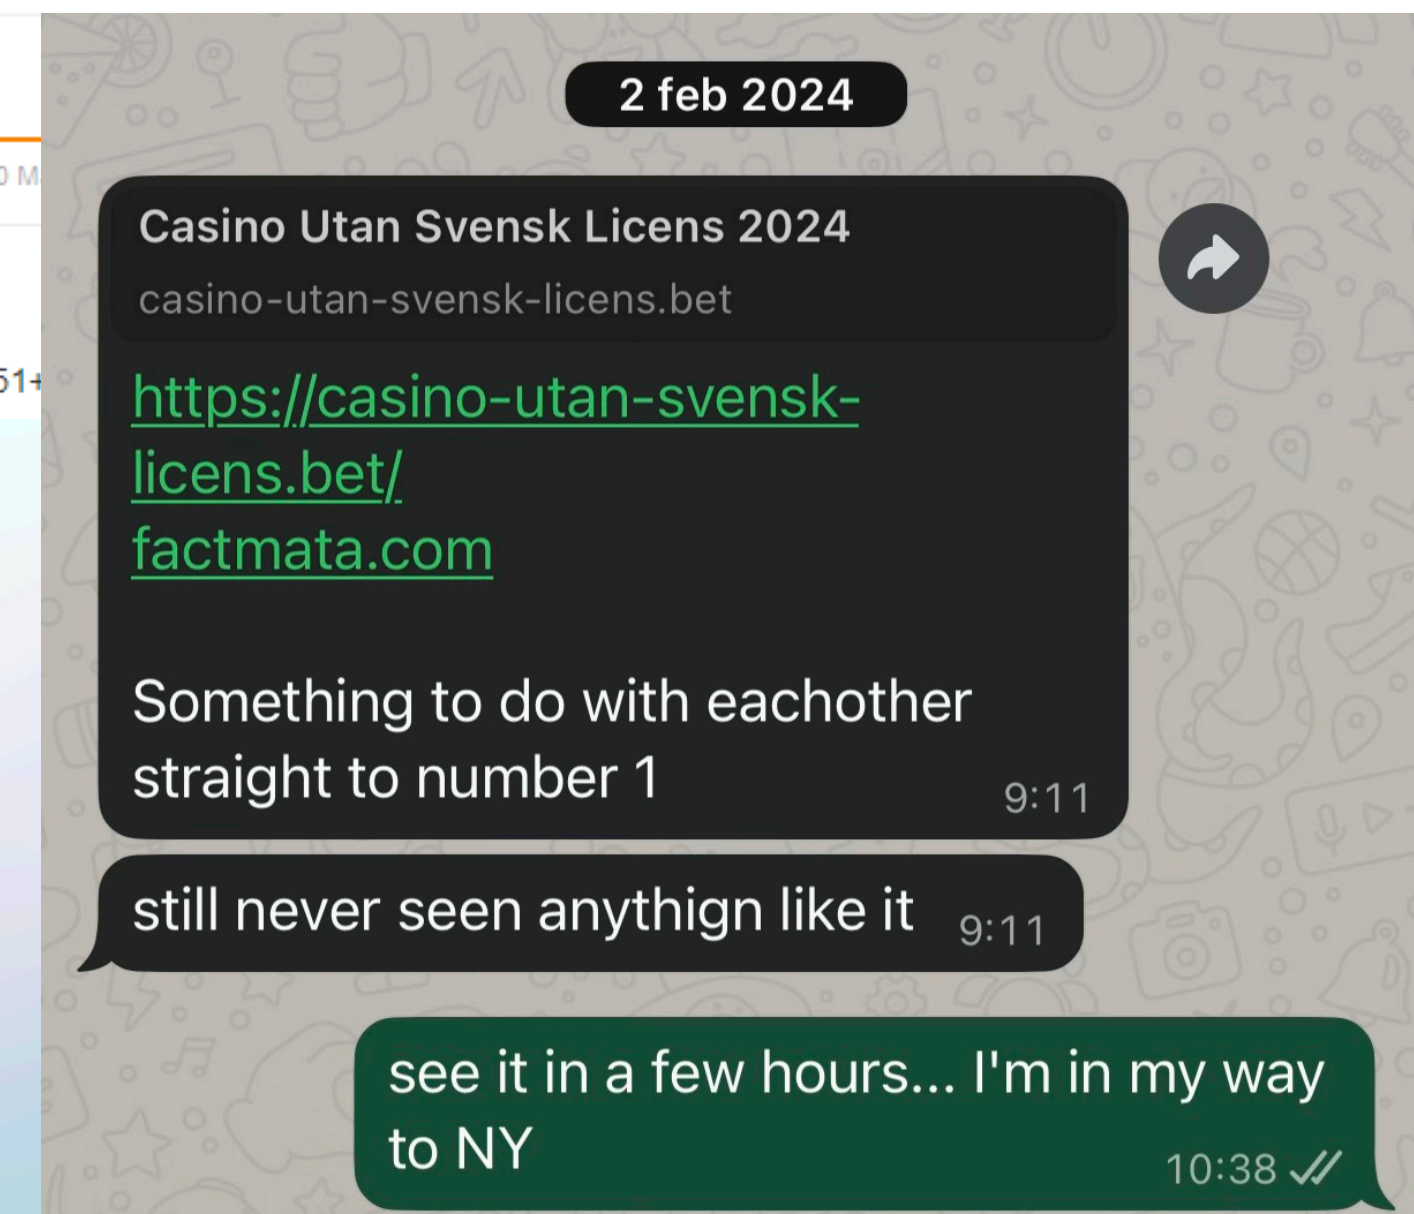 2 feb 2024
0 M
Casino Utan Svensk Licens 2024
casino-utan-svensk-licens.bet
51+
https://casino-utan-svensk-
licens.bet/
factmata.com
Something to do with eachother
straight to number 1
9:11
still never seen anythign like it
9:11
see it in a few hours... I'm in my way
to NY
10:38